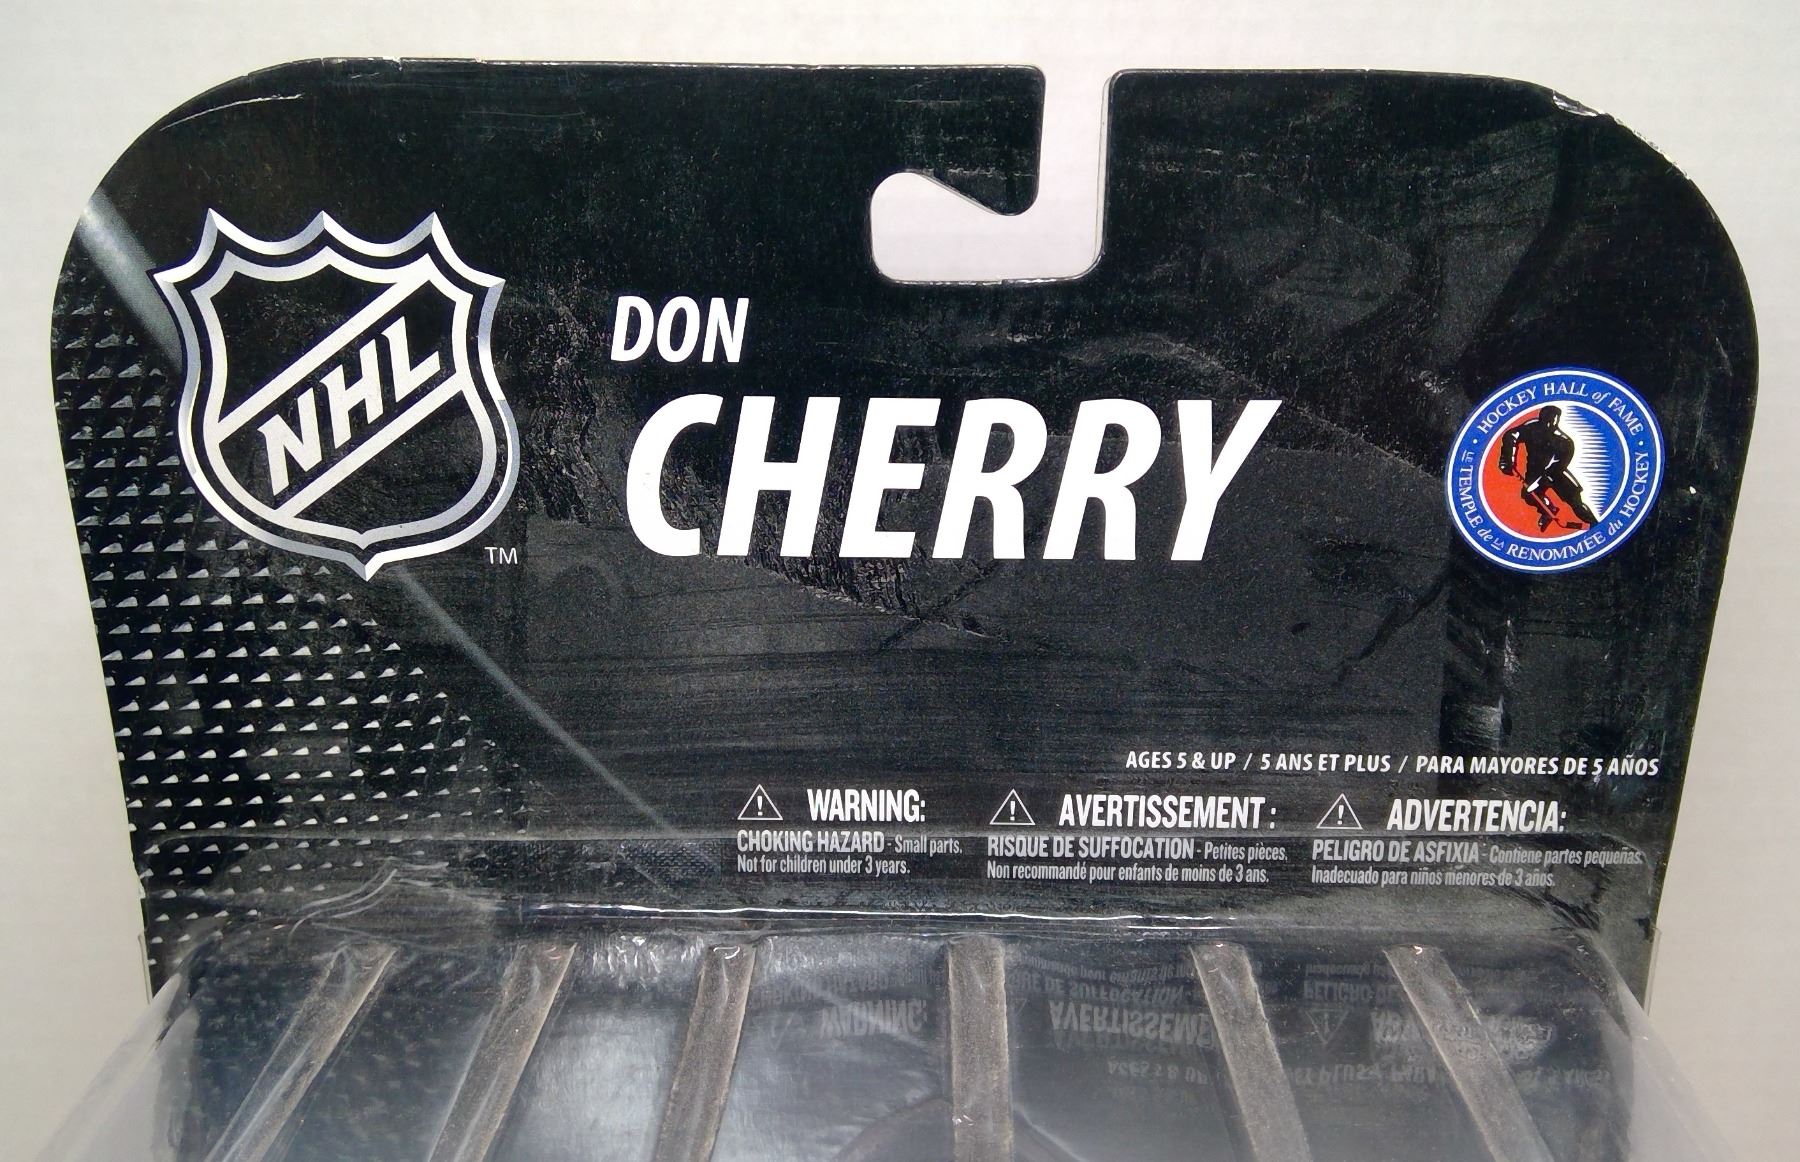 NHL
TM
DON
CHERRY
HOCKEY HALL of FAME
LE TEMPLE de LA RENOMMÉE du HOCKEY
AGES 5 & UP / 5 ANS ET PLUS / PARA MAYORES DE 5 AÑOS
WARNING:
CHOKING HAZARD - Small parts.
Not for children under 3 years.
AVERTISSEMENT :
RISQUE DE SUFFOCATION - Petites pièces.
Non recommandé pour enfants de moins de 3 ans.
ADVERTENCIA:
PELIGRO DE ASFIXIA - Contiene partes pequeñas
Inadecuado para niños menores de 3 años.